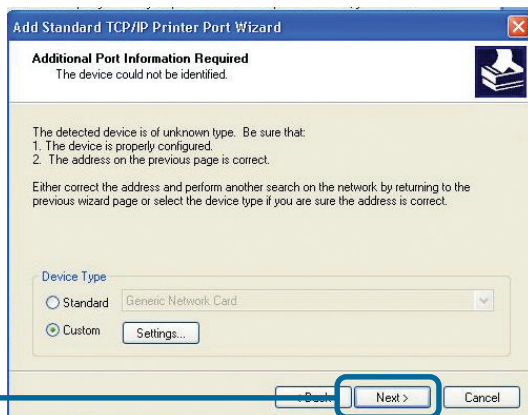 Add Standard TCP/IP Printer Port Wizard
Additional Port Information Required
The device could not be identified.
The detected device is of unknown type. Be sure that:
1. The device is properly configured.
2. The address on the previous page is correct.
Either correct the address and perform another search on the network by returning to the
previous wizard page or select the device type if you are sure the address is correct.
Device Type
Standard
Generic Network Card
Custom
Settings...
< Back
Next >
Cancel